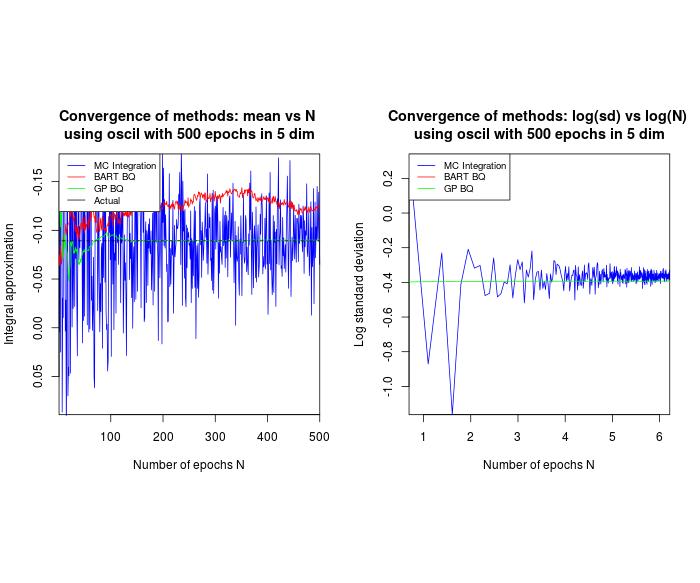 Convergence of methods: mean vs N
using oscil with 500 epochs in 5 dim
MC Integration
BART BQ
GP BQ
Actual
Integral approximation
-0.15
-0.10
-0.05
0.00
0.05
100 200 300 400 500
Number of epochs N
Convergence of methods: log(sd) vs log(N)
using oscil with 500 epochs in 5 dim
MC Integration
BART BQ
GP BQ
Log standard deviation
0.2
0.0
-0.2
-0.4
-0.6
-0.8
-1.0
1 2 3 4 5 6
Number of epochs N